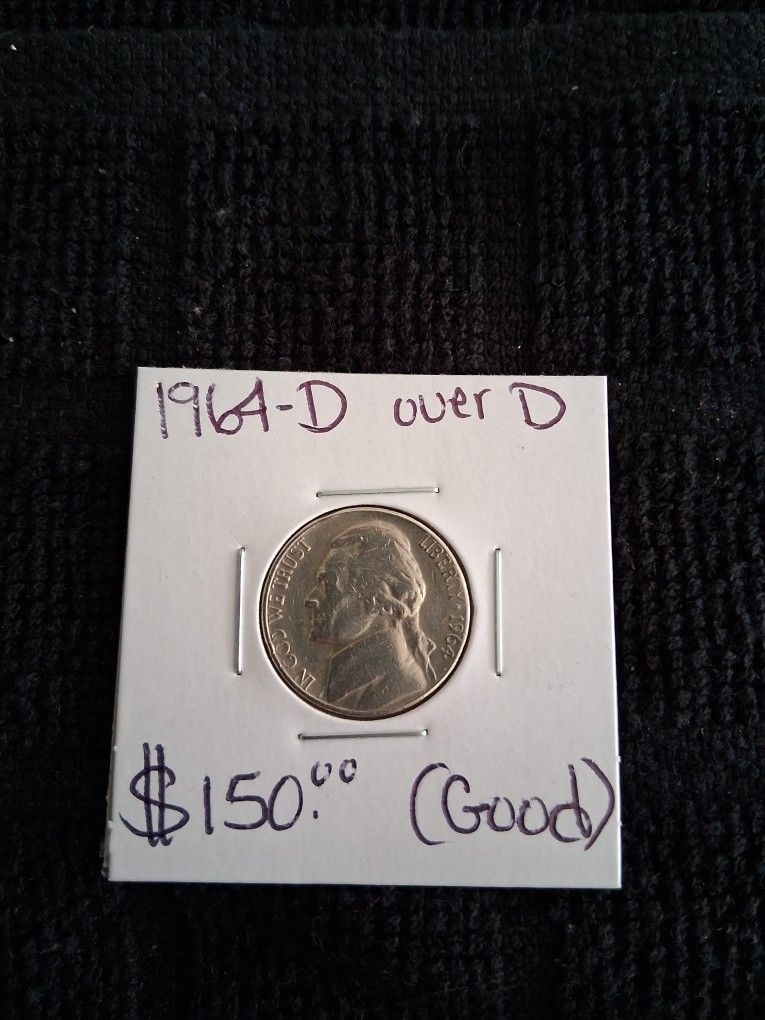 1964-D over D
IN GOD WE TRUST
LIBERTY · 1964
$150.00 (Good)